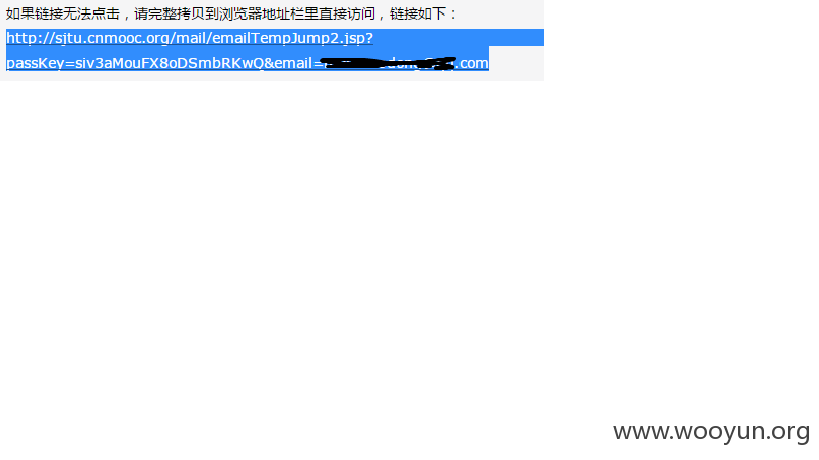 如果链接无法点击，请完整拷贝到浏览器地址栏里直接访问，链接如下：
http://sjtu.cnmooc.org/mail/emailTempJump2.jsp?
passKey=siv3aMouFX8oDSmbRKwQ&email= .com
www.wooyun.org